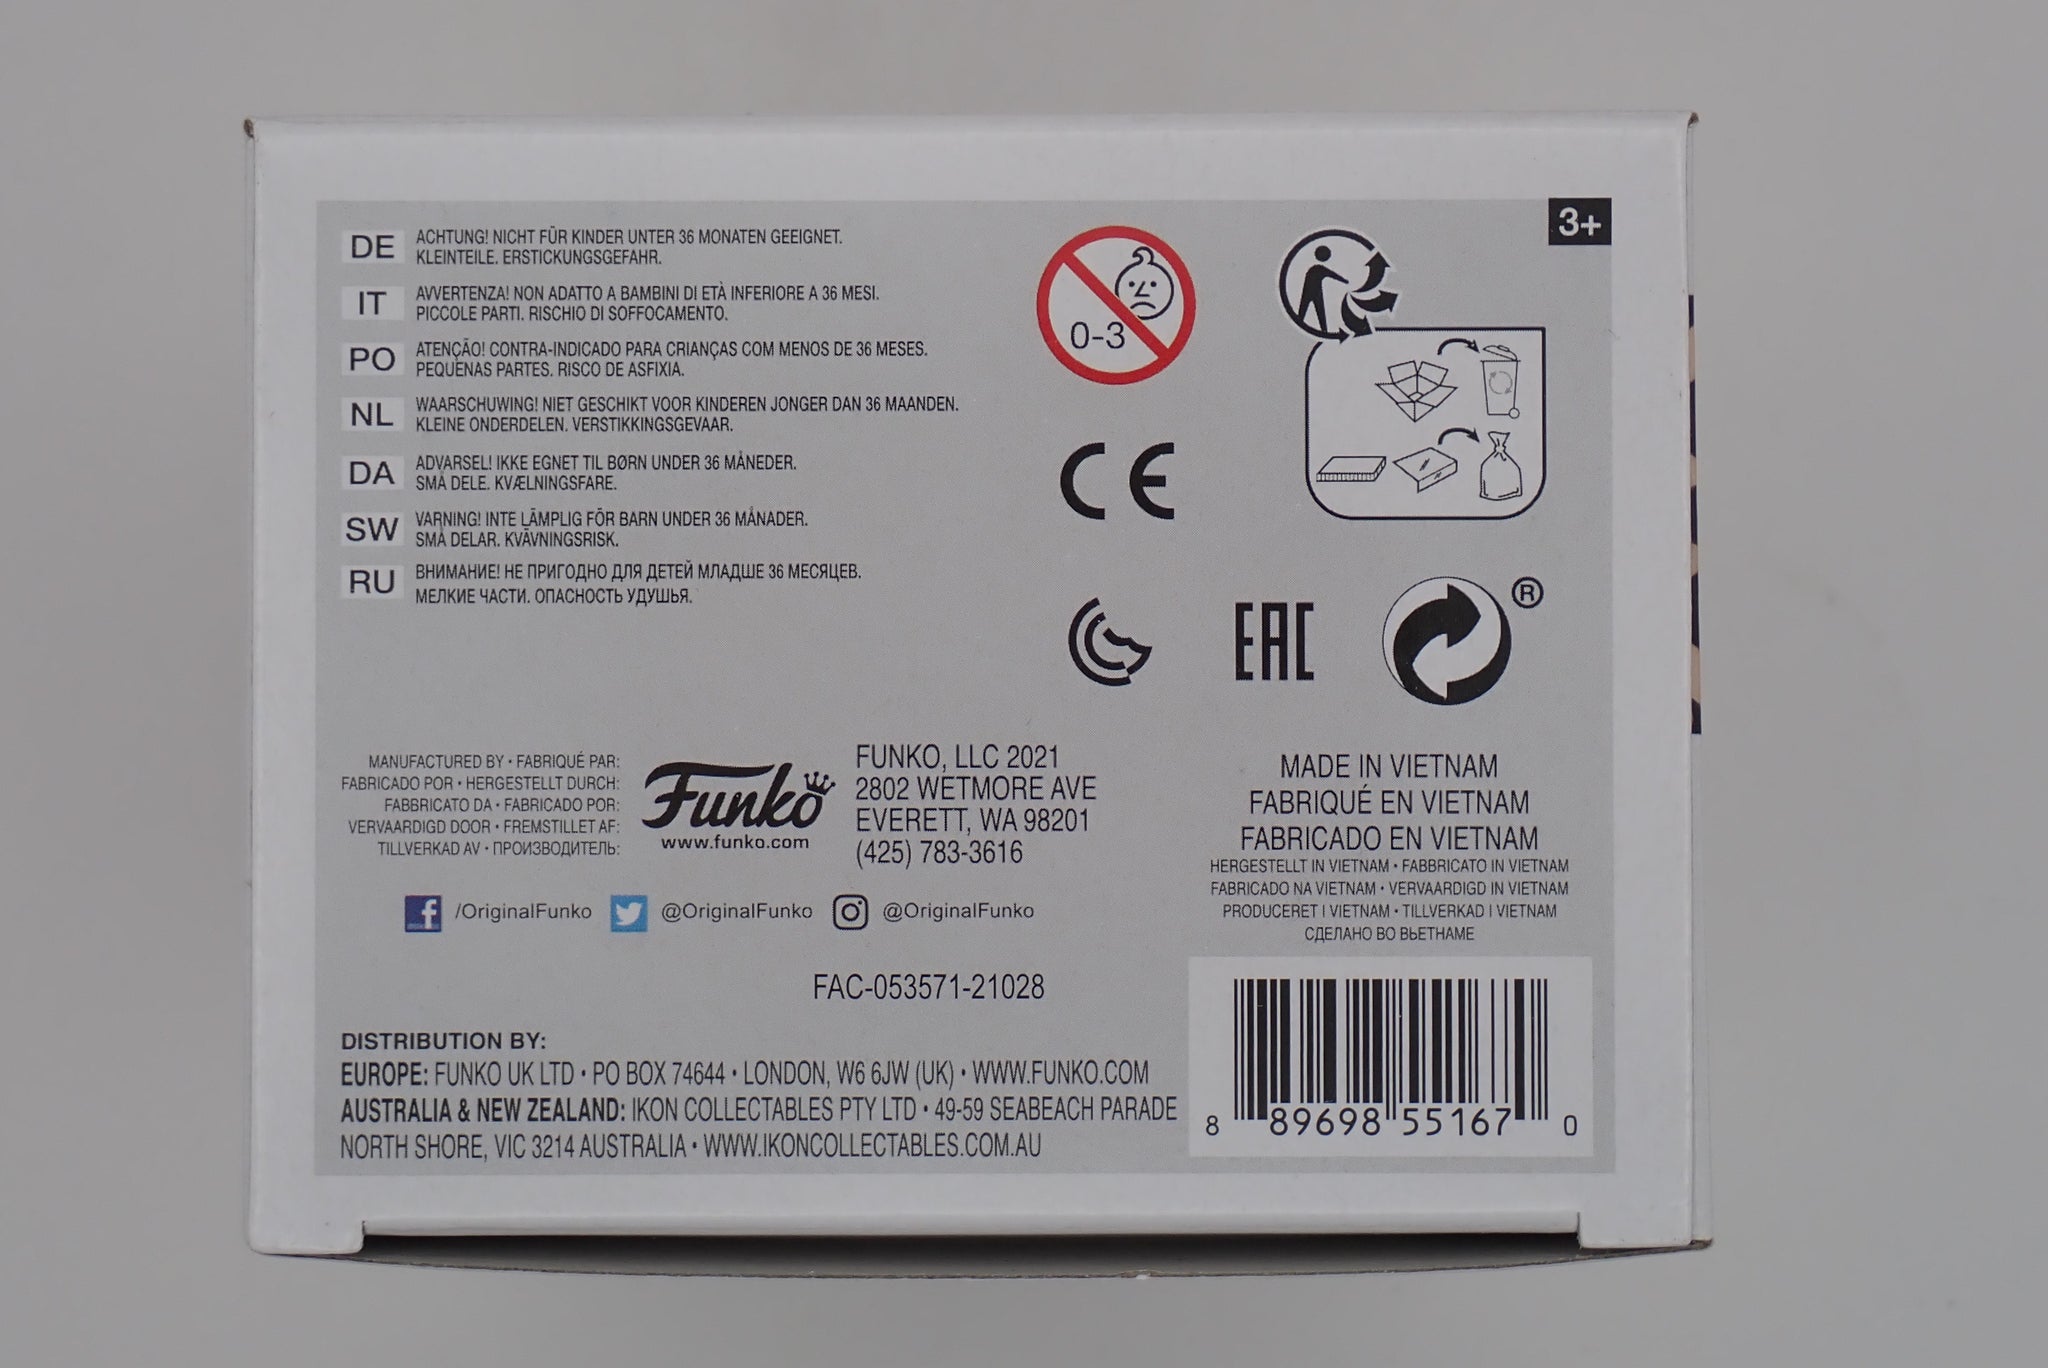 3+
DE
ACHTUNG! NICHT FÜR KINDER UNTER 36 MONATEN GEEIGNET.
KLEINTEILE. ERSTICKUNGSGEFAHR.
IT
AVVERTENZA! NON ADATTO A BAMBINI DI ETÀ INFERIORE A 36 MESI.
PICCOLE PARTI. RISCHIO DI SOFFOCAMENTO.
PO
ATENÇÃO! CONTRA-INDICADO PARA CRIANÇAS COM MENOS DE 36 MESES.
PEQUENAS PARTES. RISCO DE ASFIXIA.
NL
WAARSCHUWING! NIET GESCHIKT VOOR KINDEREN JONGER DAN 36 MAANDEN.
KLEINE ONDERDELEN. VERSTIKKINGSGEVAAR.
DA
ADVARSEL! IKKE EGNET TIL BØRN UNDER 36 MÅNEDER.
SMÅ DELE. KVÆLNINGSFARE.
SW
VARNING! INTE LÄMPLIG FÖR BARN UNDER 36 MÅNADER.
SMÅ DELAR. KVÄVNINGSRISK.
RU
ВНИМАНИЕ! НЕ ПРИГОДНО ДЛЯ ДЕТЕЙ МЛАДШЕ 36 МЕСЯЦЕВ.
МЕЛКИЕ ЧАСТИ. ОПАСНОСТЬ УДУШЬЯ.
0-3
CE
EAC
®
MANUFACTURED BY • FABRIQUÉ PAR:
FABRICADO POR • HERGESTELLT DURCH:
FABBRICATO DA • FABRICADO POR:
VERVAARDIGD DOOR • FREMSTILLET AF:
TILLVERKAD AV • ПРОИЗВОДИТЕЛЬ:
Funko
www.funko.com
FUNKO, LLC 2021
2802 WETMORE AVE
EVERETT, WA 98201
(425) 783-3616
MADE IN VIETNAM
FABRIQUÉ EN VIETNAM
FABRICADO EN VIETNAM
HERGESTELLT IN VIETNAM • FABBRICATO IN VIETNAM
FABRICADO NA VIETNAM • VERVAARDIGD IN VIETNAM
PRODUCERET I VIETNAM • TILLVERKAD I VIETNAM
СДЕЛАНО ВО ВЬЕТНАМЕ
/OriginalFunko @OriginalFunko @OriginalFunko
FAC-053571-21028
DISTRIBUTION BY:
EUROPE: FUNKO UK LTD • PO BOX 74644 • LONDON, W6 6JW (UK) • WWW.FUNKO.COM
AUSTRALIA & NEW ZEALAND: IKON COLLECTABLES PTY LTD • 49-59 SEABEACH PARADE
NORTH SHORE, VIC 3214 AUSTRALIA • WWW.IKONCOLLECTABLES.COM.AU
8 89698 55167 0